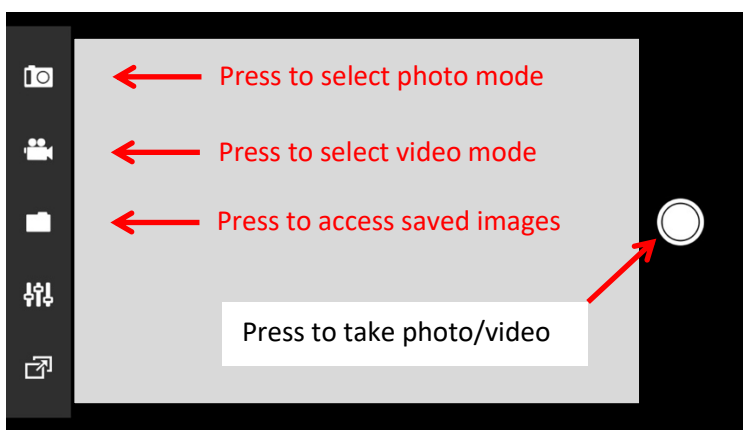 Press to select photo mode
Press to select video mode
Press to access saved images
Press to take photo/video